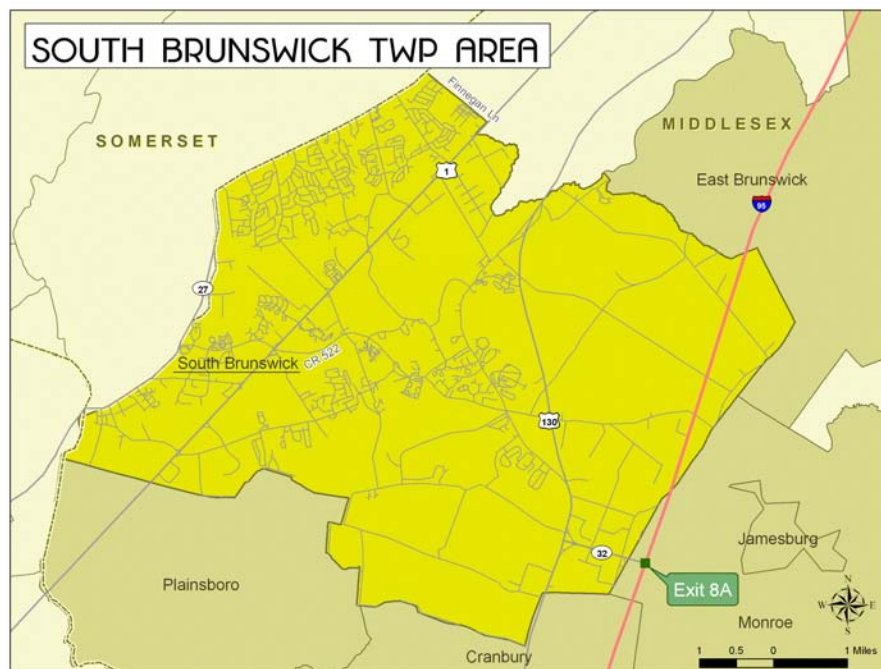 SOUTH BRUNSWICK TWP AREA
Finnegan Ln
SOMERSET
MIDDLESEX
1
East Brunswick
95
27
South Brunswick
CR 522
130
32
Jamesburg
Exit 8A
Plainsboro
Monroe
Cranbury
N
W E
S
1 0.5 0 1 Miles